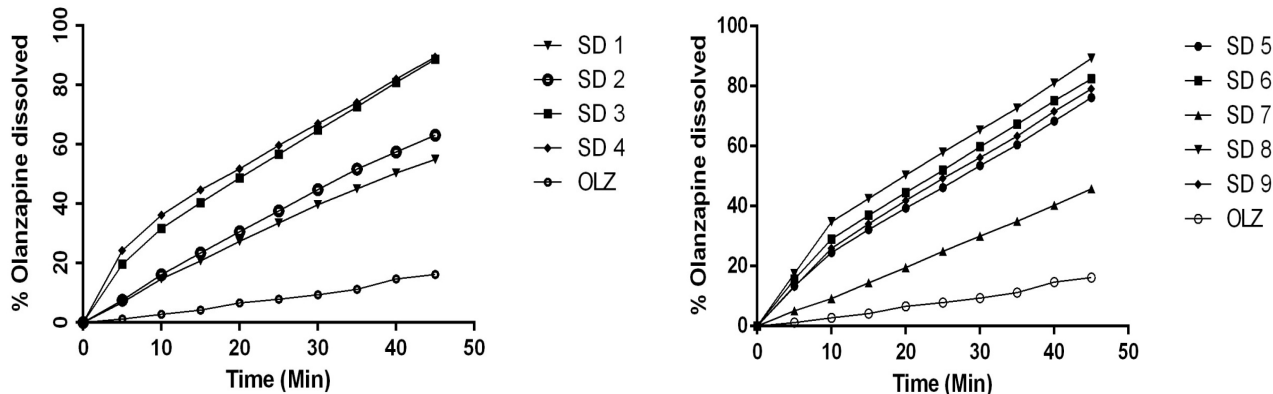 % Olanzapine dissolved
100
80
60
40
20
0
0 10 20 30 40 50
Time (Min)
SD 1
SD 2
SD 3
SD 4
OLZ
% Olanzapine dissolved
100
80
60
40
20
0
0 10 20 30 40 50
Time (Min)
SD 5
SD 6
SD 7
SD 8
SD 9
OLZ